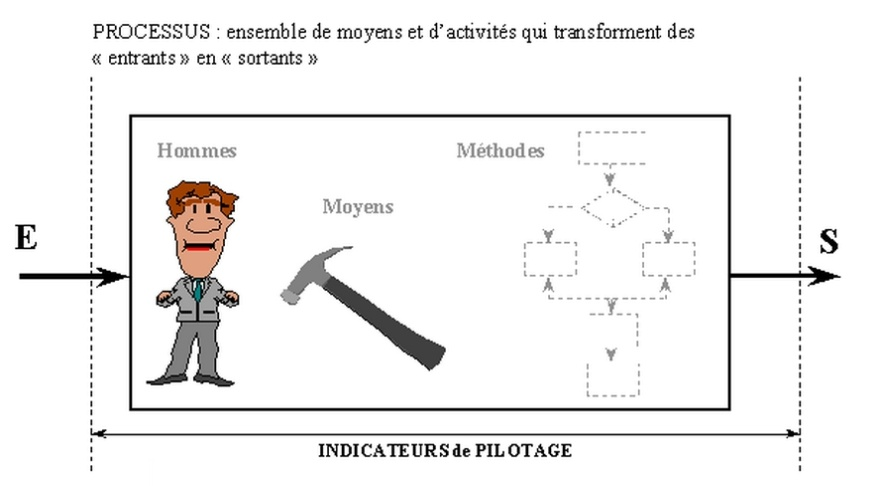 PROCESSUS : ensemble de moyens et d'activités qui transforment des
« entrants » en « sortants »
Hommes
Méthodes
Moyens
E
S
INDICATEURS de PILOTAGE